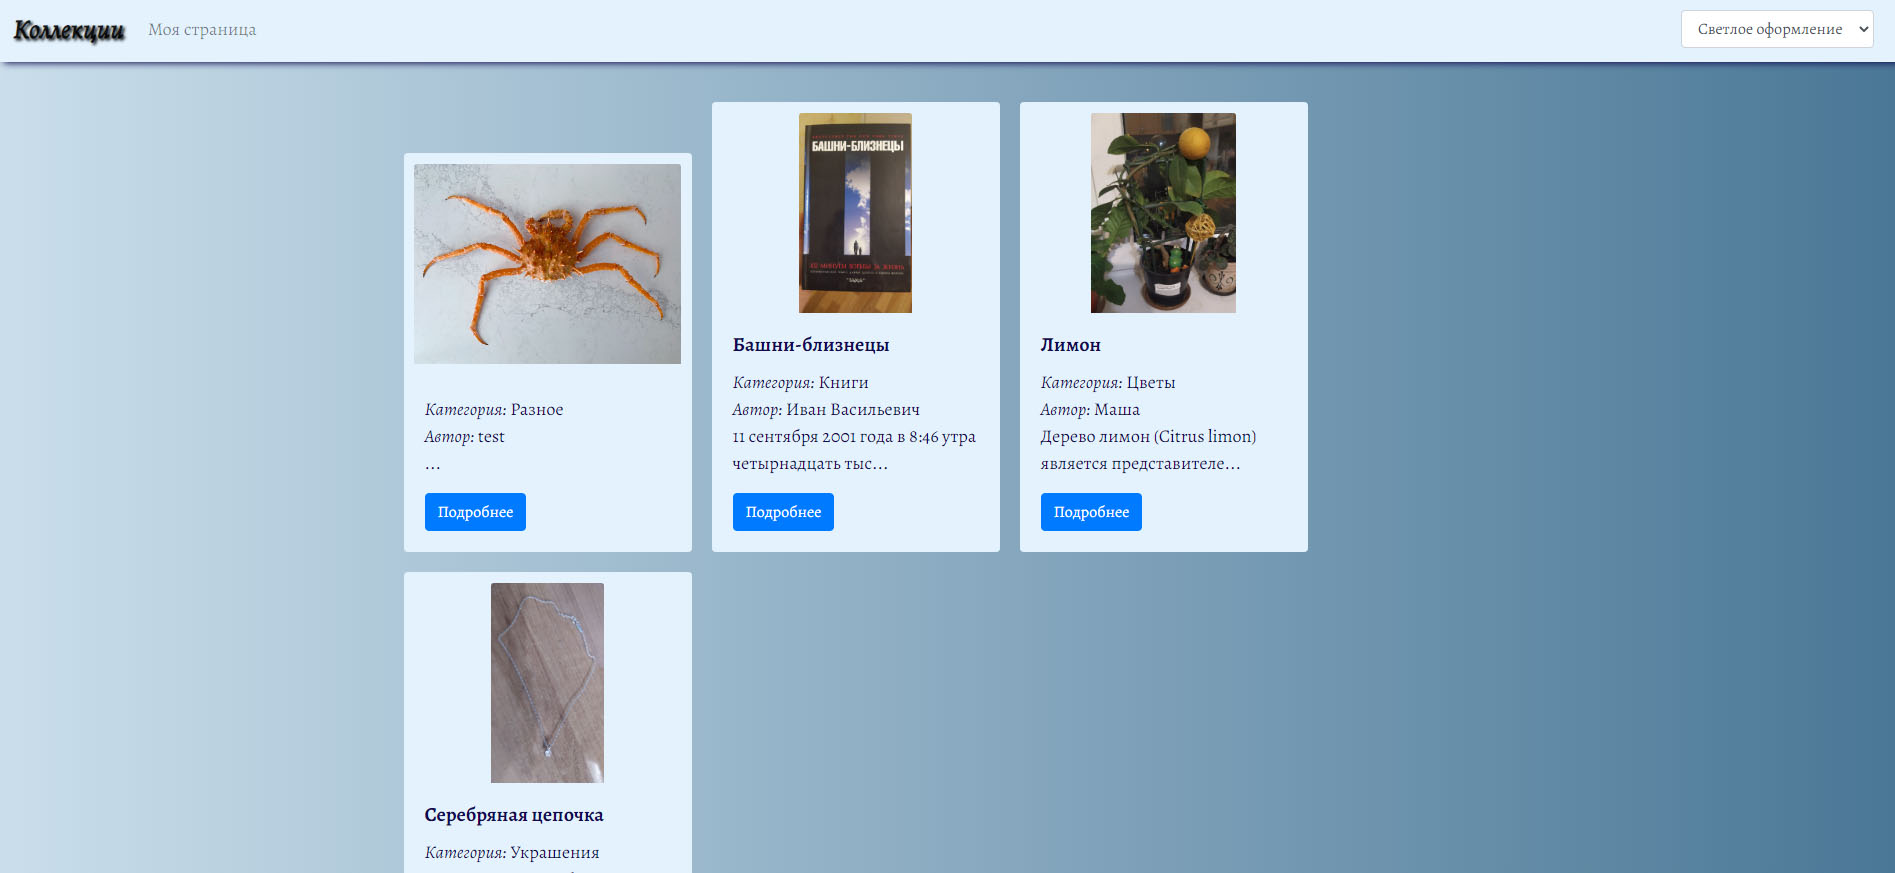 Коллекции
Моя страница
Светлое оформление
Категория: Разное
Автор: test
...
Подробнее
БАШНИ-БЛИЗНЕЦЫ
Башни-близнецы
Категория: Книги
Автор: Иван Васильевич
11 сентября 2001 года в 8:46 утра
четырнадцать тыс...
Подробнее
Лимон
Категория: Цветы
Автор: Маша
Дерево лимон (Citrus limon)
является представителе...
Подробнее
Серебряная цепочка
Категория: Украшения